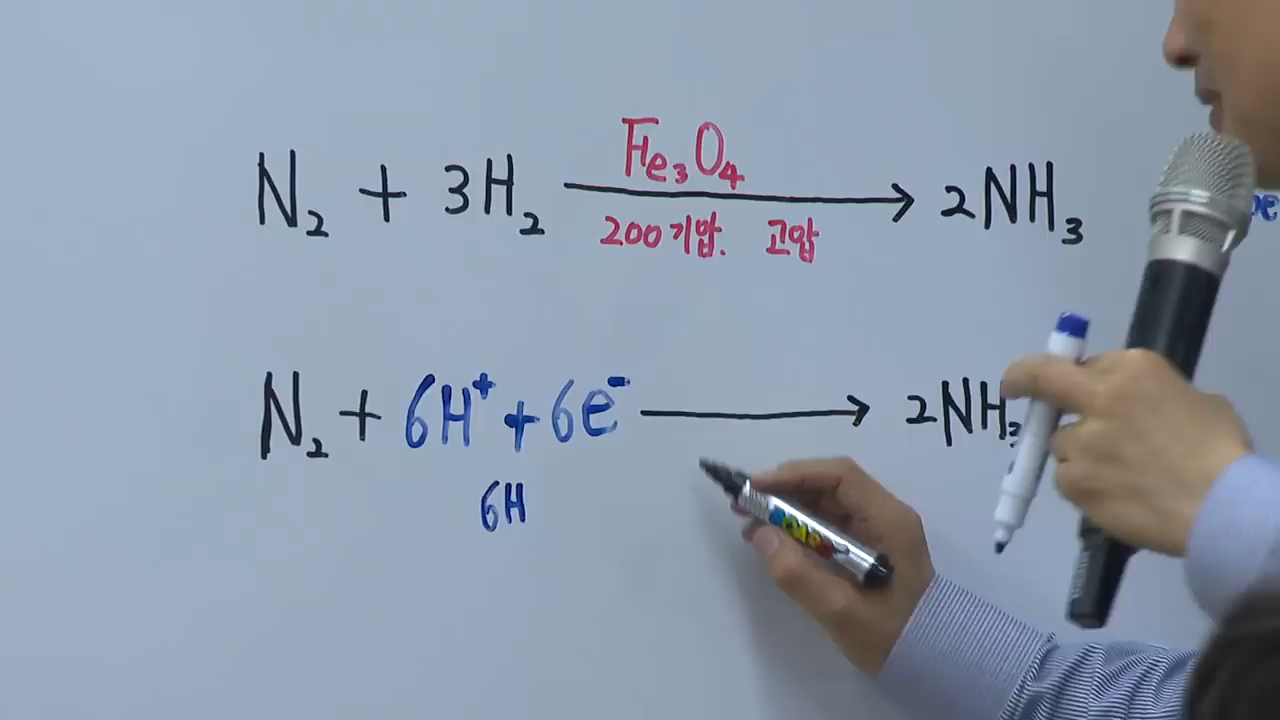 Fe₃O₄
N₂ + 3H₂ → 2NH₃
200기압. 고압
N₂ + 6H⁺ + 6e⁻ → 2NH₃
6H